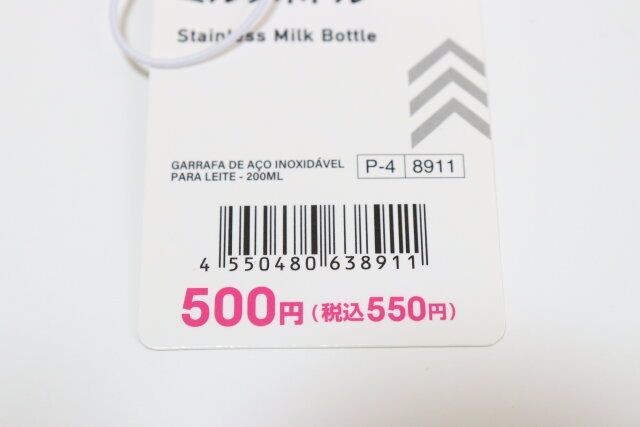 Stainless Milk Bottle
GARRAFA DE AÇO INOXIDÁVEL
PARA LEITE - 200ML
P-4 8911
4 550480 638911
500円(税込550円)